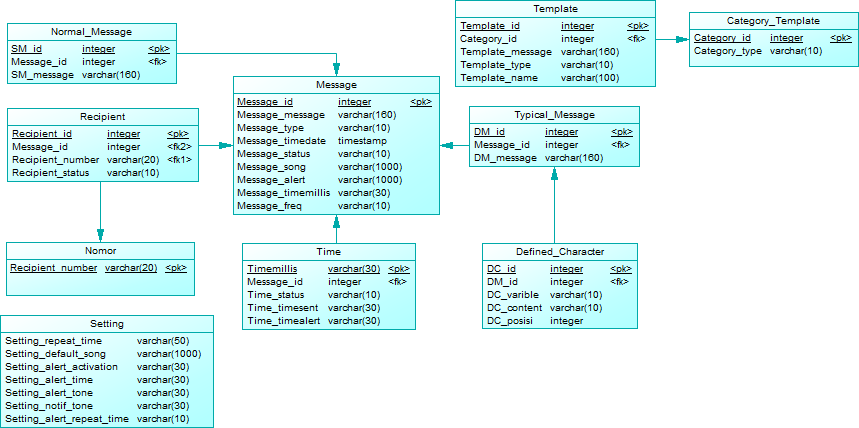 Normal_Message
SM_id integer <pk>
Message_id integer <fk>
SM_message varchar(160)
Template
Template_id integer <pk>
Category_id integer <fk>
Template_message varchar(160)
Template_type varchar(10)
Template_name varchar(100)
Category_Template
Category_id integer <pk>
Category_type varchar(10)
Message
Message_id integer <pk>
Message_message varchar(160)
Message_type varchar(10)
Message_timedate timestamp
Message_status varchar(10)
Message_song varchar(1000)
Message_alert varchar(1000)
Message_timemillis varchar(30)
Message_freq varchar(10)
Recipient
Recipient_id integer <pk>
Message_id integer <fk2>
Recipient_number varchar(20) <fk1>
Recipient_status varchar(10)
Typical_Message
DM_id integer <pk>
Message_id integer <fk>
DM_message varchar(160)
Nomor
Recipient_number varchar(20) <pk>
Time
Timemillis varchar(30) <pk>
Message_id integer <fk>
Time_status varchar(10)
Time_timesent varchar(30)
Time_timealert varchar(30)
Defined_Character
DC_id integer <pk>
DM_id integer <fk>
DC_varible varchar(10)
DC_content varchar(10)
DC_posisi integer
Setting
Setting_repeat_time varchar(50)
Setting_default_song varchar(1000)
Setting_alert_activation varchar(30)
Setting_alert_time varchar(30)
Setting_alert_tone varchar(30)
Setting_notif_tone varchar(30)
Setting_alert_repeat_time varchar(10)